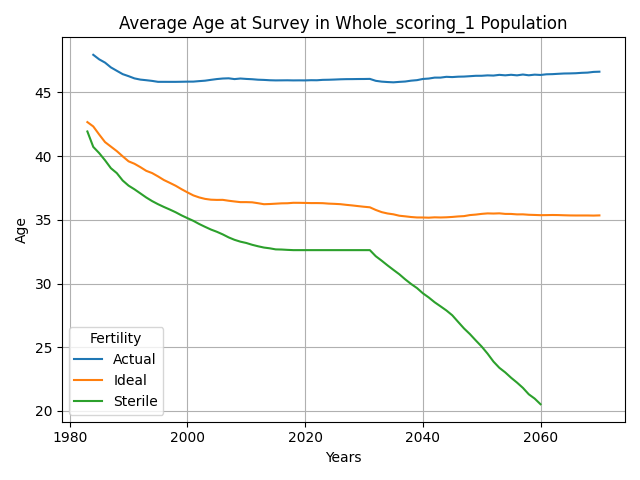 Average Age at Survey in Whole_scoring_1 Population
Age
45
40
35
30
25
20
Fertility
Actual
Ideal
Sterile
1980
2000
2020
2040
2060
Years